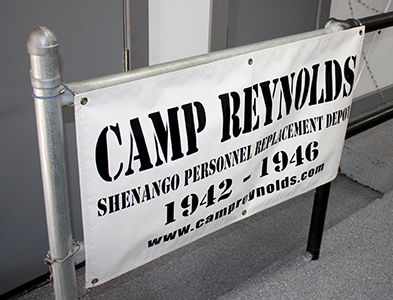 CAMP REYNOLDS
SHENANGO PERSONNEL REPLACEMENT DEPOT
1942 - 1946
www.campreynolds.com